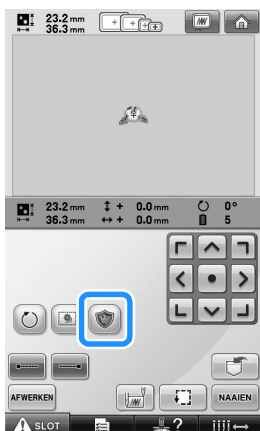 23.2 mm
36.3 mm
23.2 mm ↕ + 0.0 mm 0°
36.3 mm ↔ + 0.0 mm 5
AFWERKEN
NAAIEN
SLOT
?